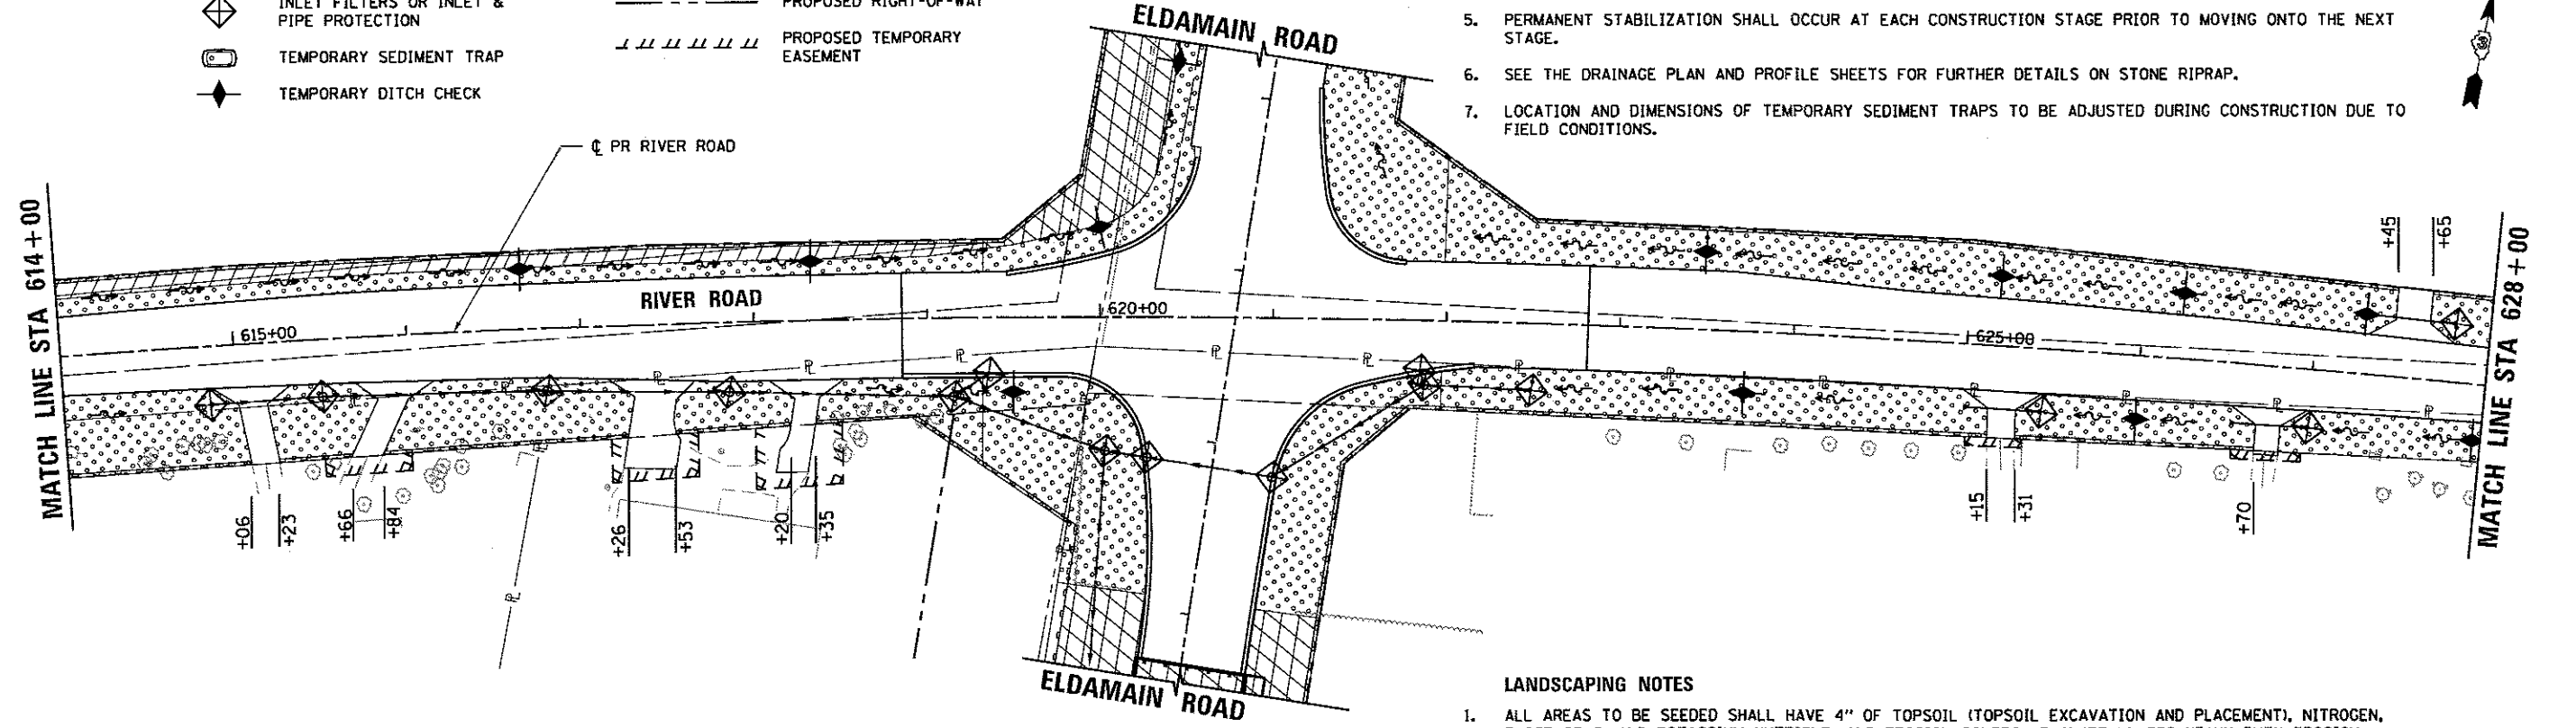 INLET FILTERS OR INLET &
PIPE PROTECTION
TEMPORARY SEDIMENT TRAP
TEMPORARY DITCH CHECK
PROPOSED RIGHT-OF-WAY
PROPOSED TEMPORARY
EASEMENT
ELDAMAIN ROAD
5. PERMANENT STABILIZATION SHALL OCCUR AT EACH CONSTRUCTION STAGE PRIOR TO MOVING ONTO THE NEXT
STAGE.
6. SEE THE DRAINAGE PLAN AND PROFILE SHEETS FOR FURTHER DETAILS ON STONE RIPRAP.
7. LOCATION AND DIMENSIONS OF TEMPORARY SEDIMENT TRAPS TO BE ADJUSTED DURING CONSTRUCTION DUE TO
FIELD CONDITIONS.
℄ PR RIVER ROAD
MATCH LINE STA 614+00
RIVER ROAD
615+00
620+00
625+00
+45
+65
MATCH LINE STA 628+00
+06
+23
+66
+84
+26
+53
+20
+35
+15
+31
+70
ELDAMAIN ROAD
LANDSCAPING NOTES
1. ALL AREAS TO BE SEEDED SHALL HAVE 4" OF TOPSOIL (TOPSOIL EXCAVATION AND PLACEMENT), NITROGEN,